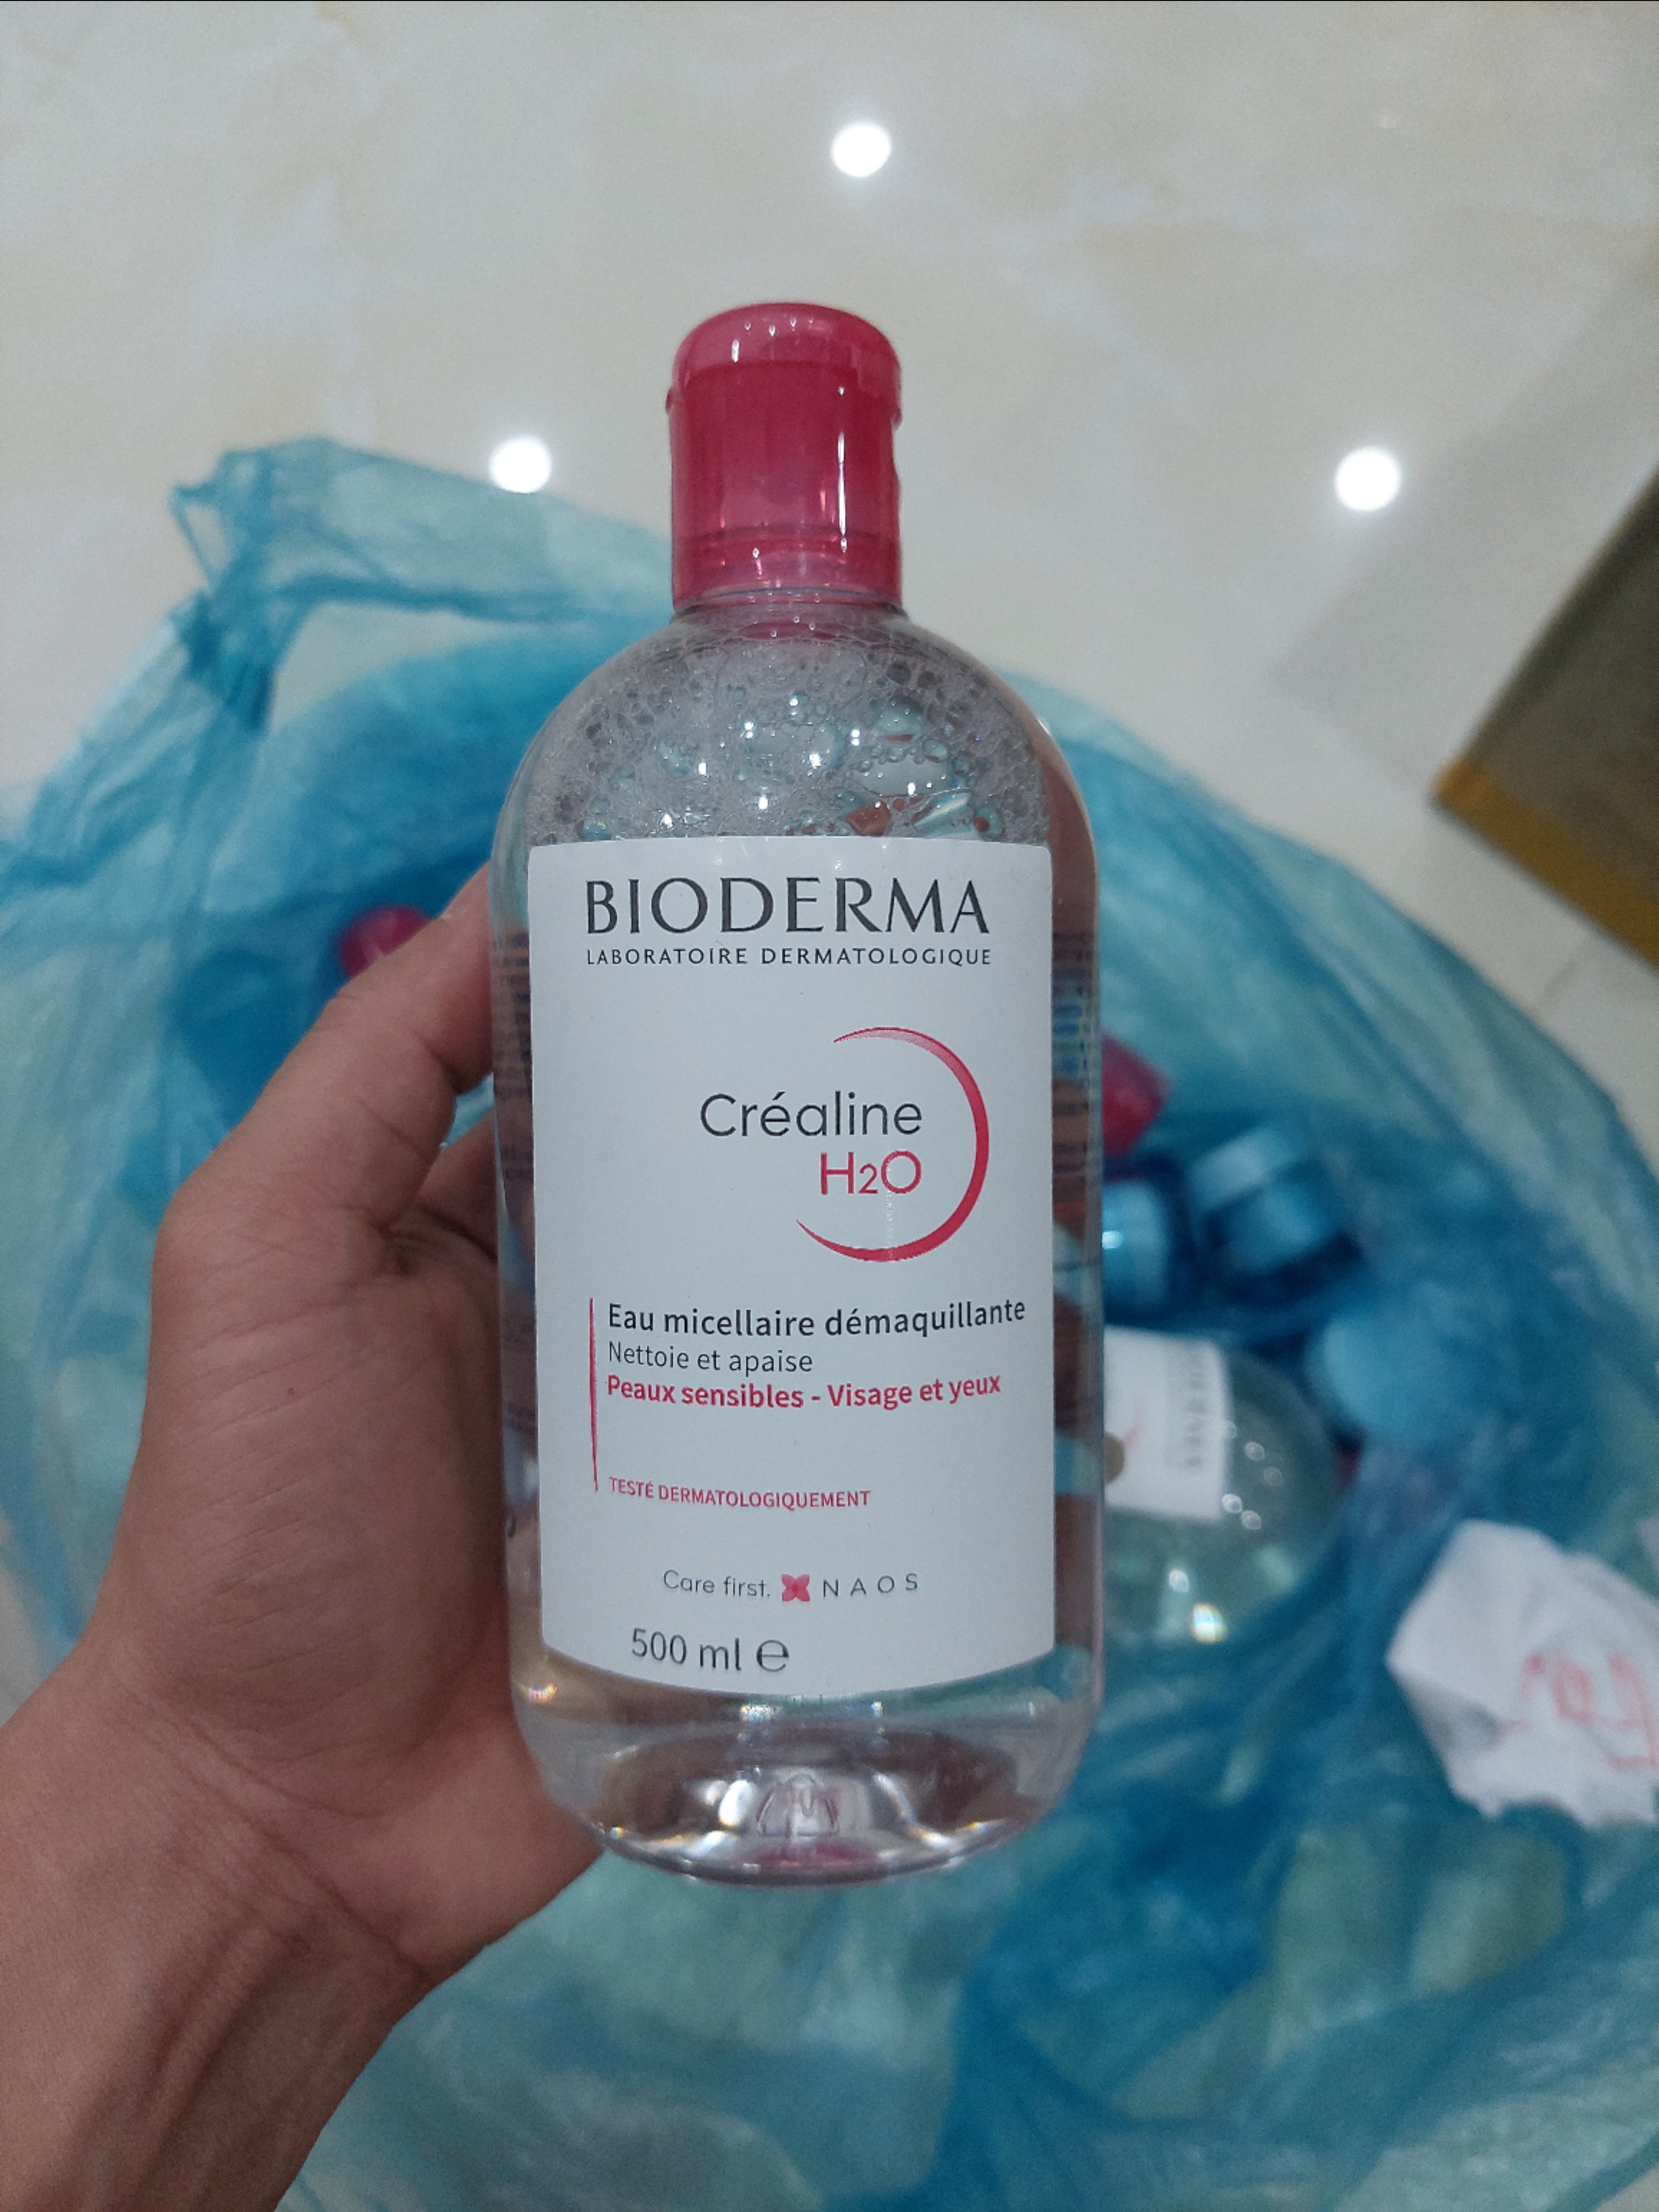 BIODERMA
LABORATOIRE DERMATOLOGIQUE
Créaline
H2O
Eau micellaire démaquillante
Nettoie et apaise
Peaux sensibles - Visage et yeux
TESTÉ DERMATOLOGIQUEMENT
Care first. NAOS
500 ml ℮